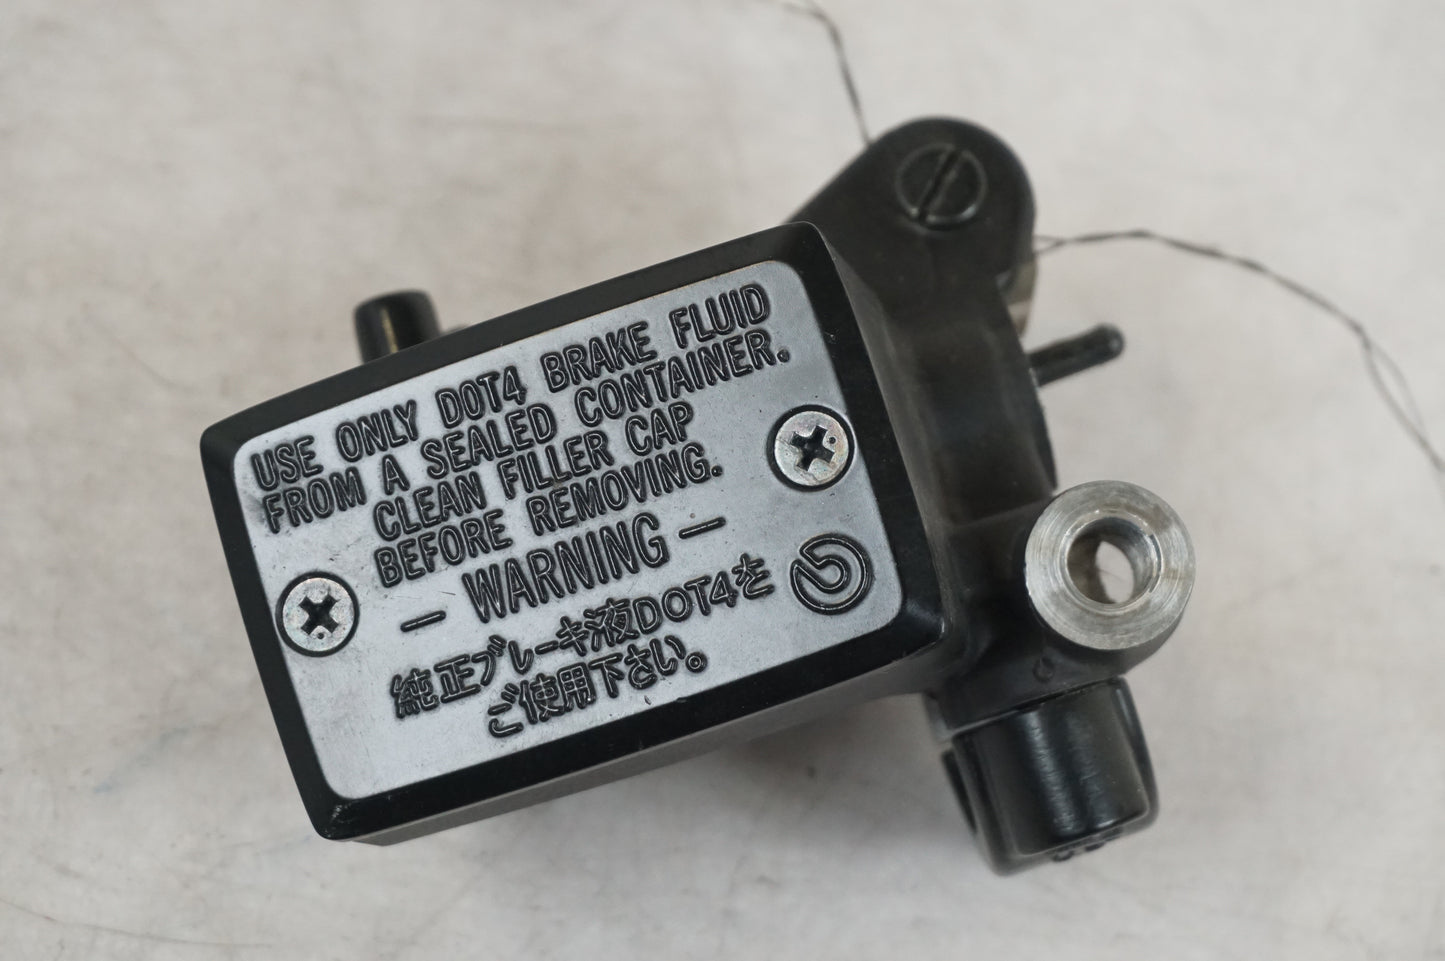 USE ONLY DOT4 BRAKE FLUID
FROM A SEALED CONTAINER.
CLEAN FILLER CAP
BEFORE REMOVING.
— WARNING —
純正ブレーキ液DOT4を
ご使用下さい。